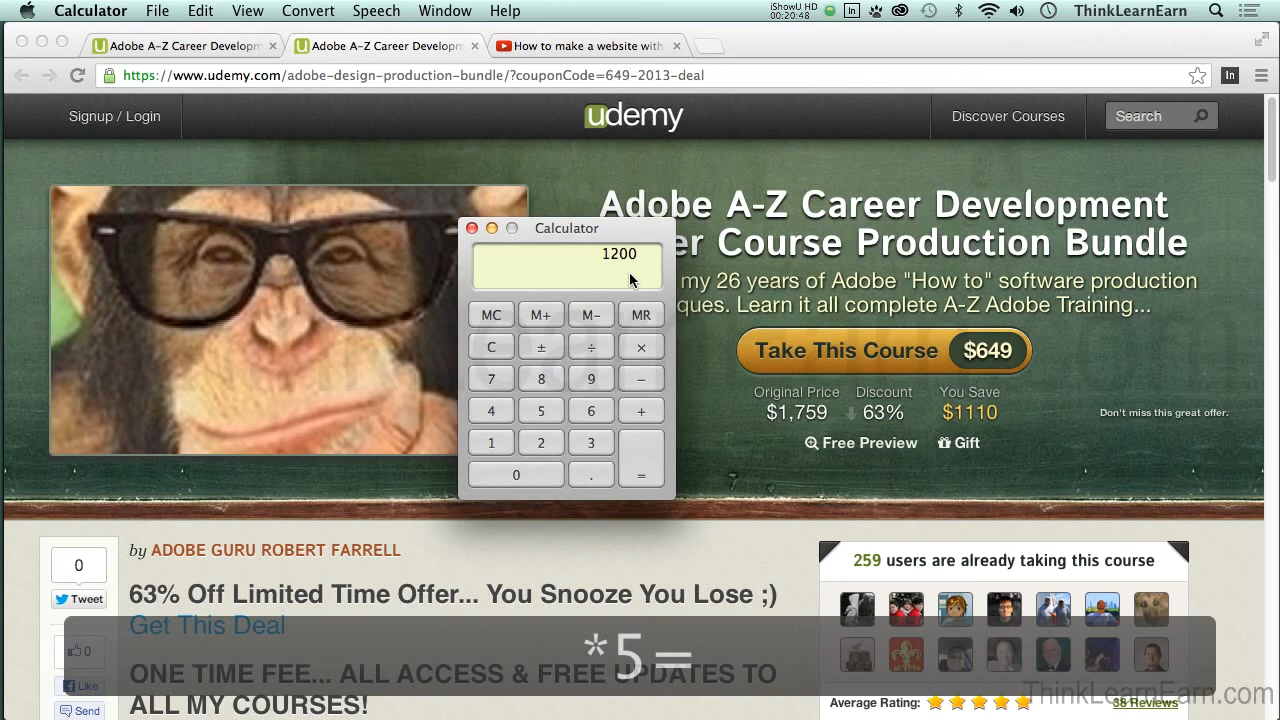 Calculator File Edit View Convert Speech Window Help iShowU HD 00:20:48 ThinkLearnEarn
Adobe A-Z Career Developm Adobe A-Z Career Developm How to make a website with
https://www.udemy.com/adobe-design-production-bundle/?couponCode=649-2013-deal
Signup / Login udemy Discover Courses Search
Adobe A-Z Career Development
er Course Production Bundle
my 26 years of Adobe "How to" software production
ques. Learn it all complete A-Z Adobe Training...
Take This Course $649
Original Price Discount You Save
$1,759 63% $1110
Don't miss this great offer.
Free Preview Gift
Calculator
1200
MC M+ M− MR
C ± ÷ ×
7 8 9 −
4 5 6 +
1 2 3
0 . =
by ADOBE GURU ROBERT FARRELL
63% Off Limited Time Offer... You Snooze You Lose ;)
Get This Deal
ONE TIME FEE... ALL ACCESS & FREE UPDATES TO
ALL MY COURSES!
0
Tweet
0
Like
Send
259 users are already taking this course
*5=
Average Rating: 38 Reviews
ThinkLearnEarn.com